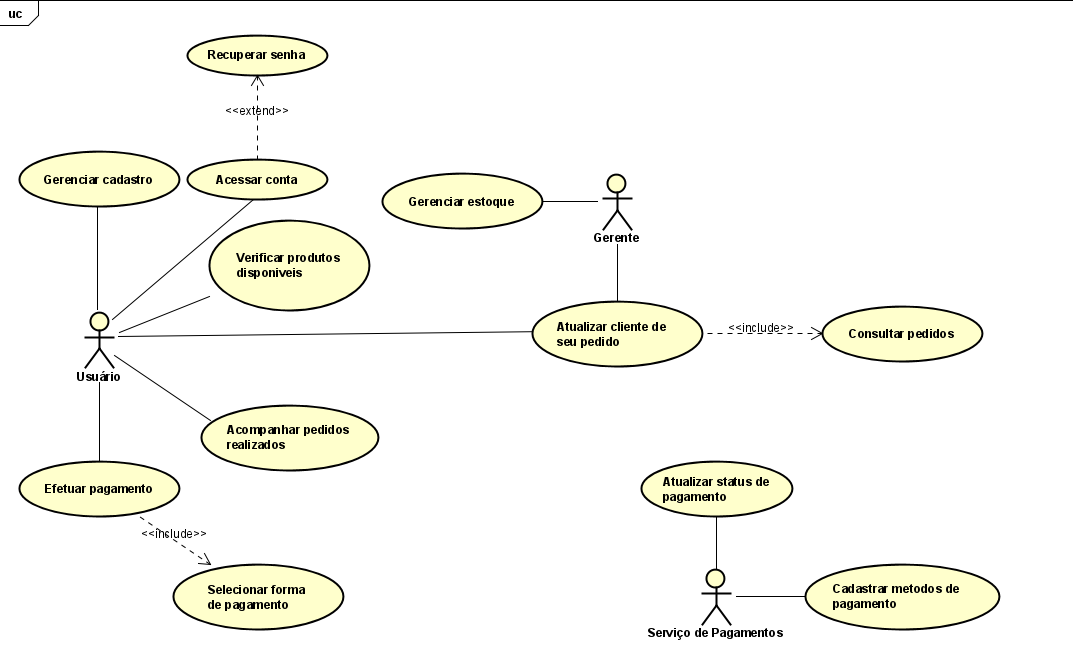 uc
Recuperar senha
<<extend>>
Gerenciar cadastro
Acessar conta
Gerenciar estoque
Gerente
Verificar produtos
disponiveis
Usuário
Atualizar cliente de
seu pedido
<<include>>
Consultar pedidos
Acompanhar pedidos
realizados
Efetuar pagamento
<<include>>
Selecionar forma
de pagamento
Atualizar status de
pagamento
Serviço de Pagamentos
Cadastrar metodos de
pagamento